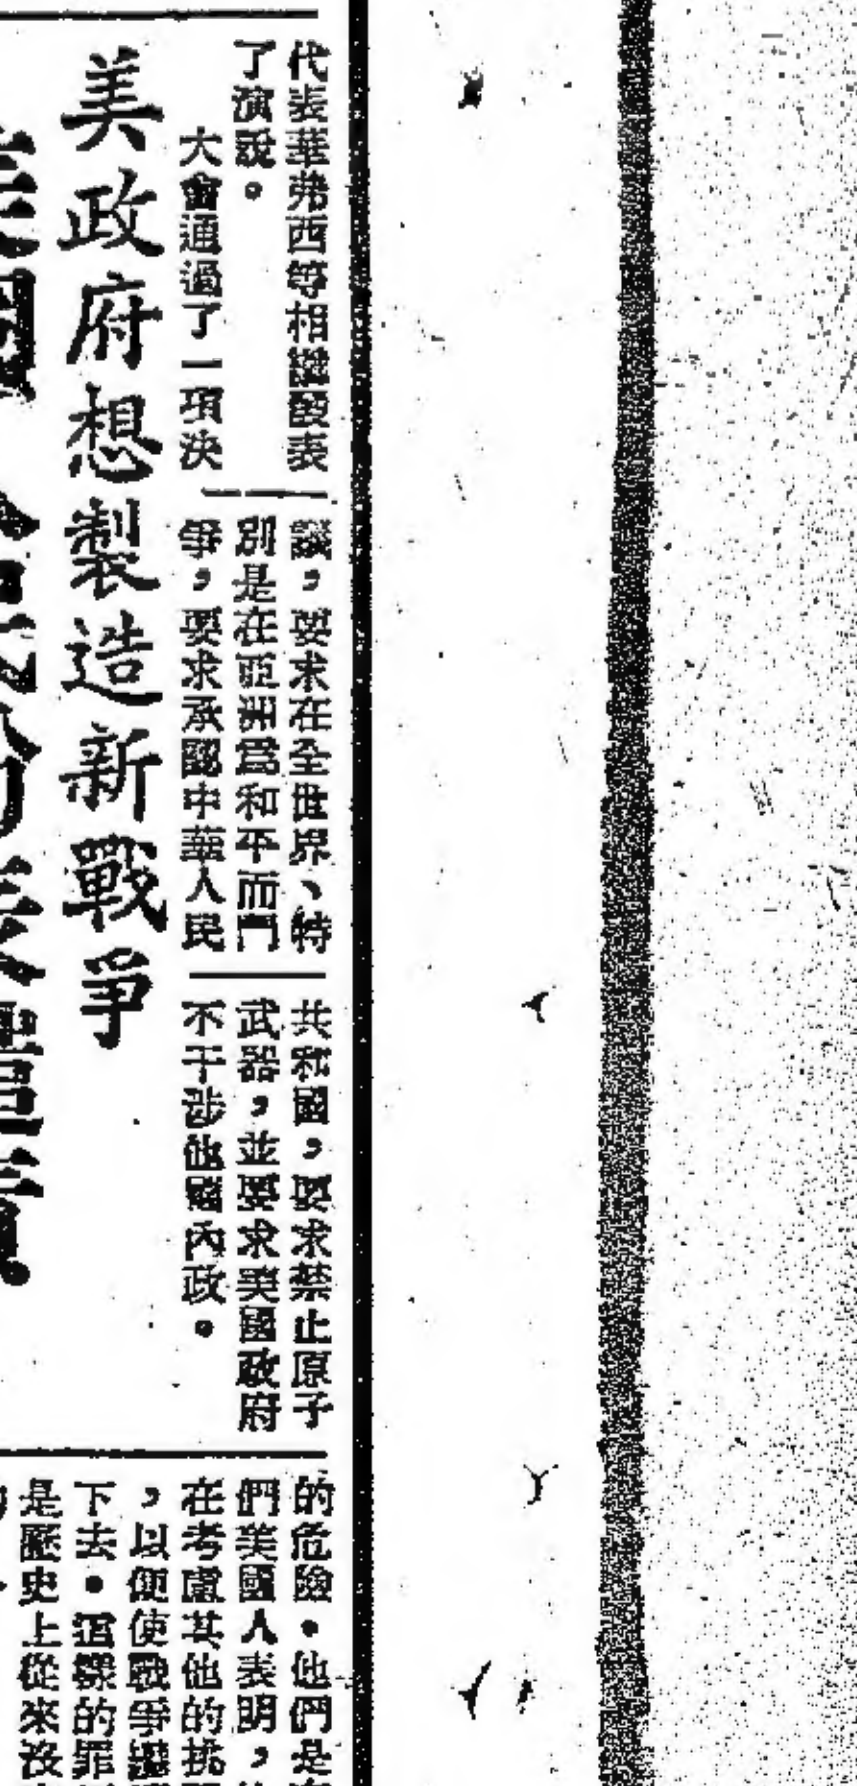 代表華弗西等相繼發表
了演說。
大會通過了一項決
議，要求在全世界、特
別是在亞洲爲和平而鬥
爭，要求承認中華人民
共和國，要求禁止原子
武器，並要求美國政府
不干涉他國內政。
美政府想製造新戰爭
的危險。他們是
們美國人表明，
在考慮其他的挑
，以便使戰爭繼
下去。這樣的罪
是歷史上從來沒